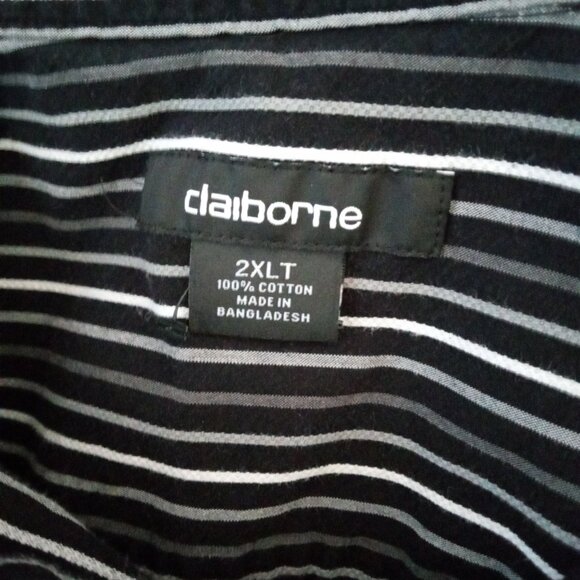 claiborne
2XLT
100% COTTON
MADE IN
BANGLADESH